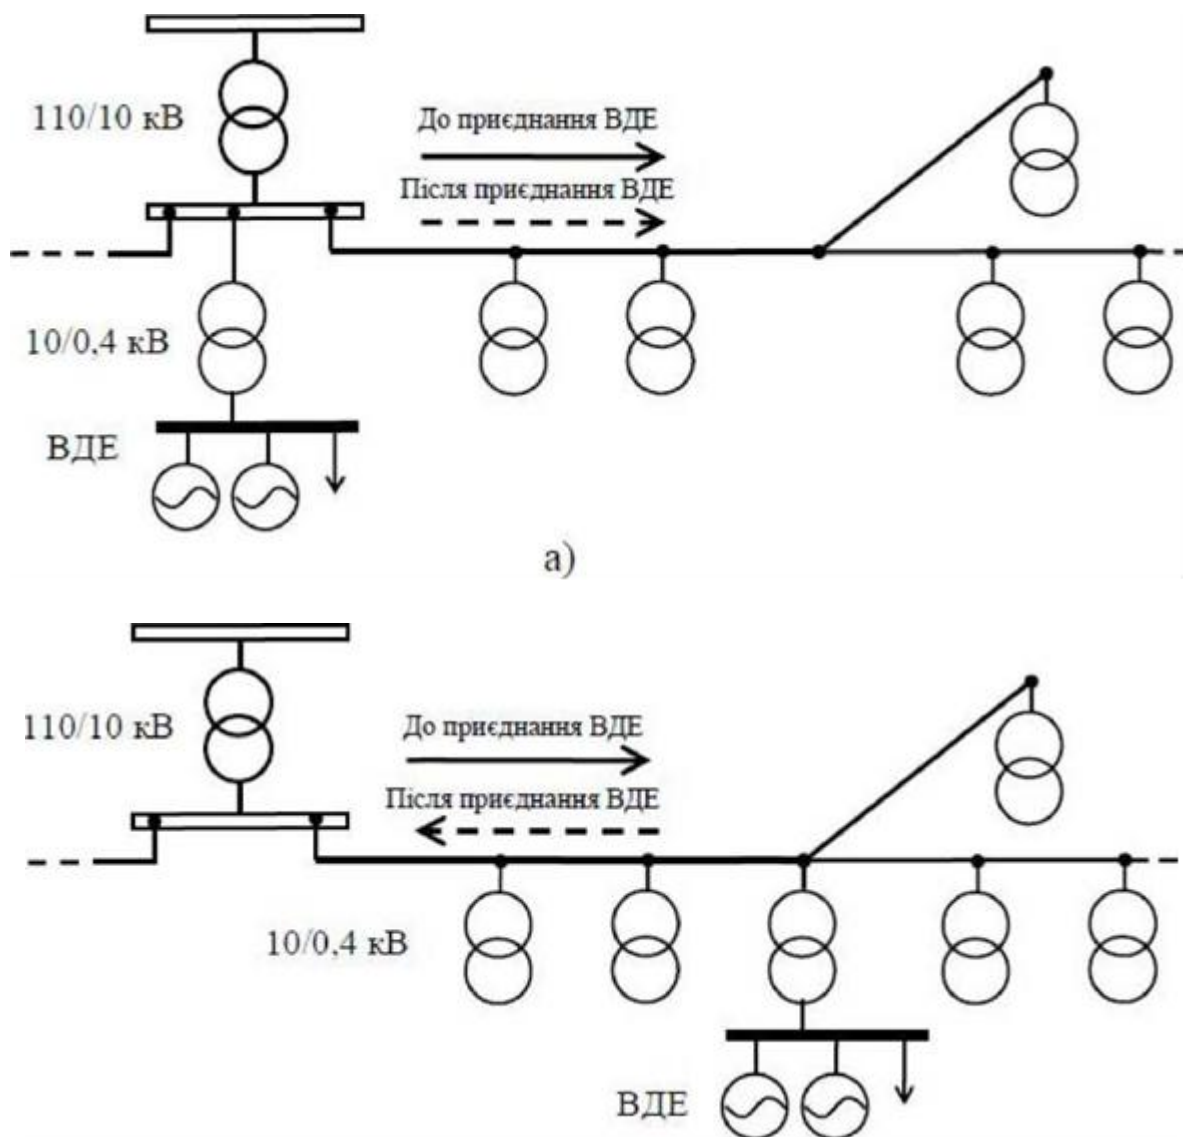 110/10 кВ
До приєднання ВДЕ
Після приєднання ВДЕ
10/0,4 кВ
ВДЕ
а)
110/10 кВ
До приєднання ВДЕ
Після приєднання ВДЕ
10/0,4 кВ
ВДЕ